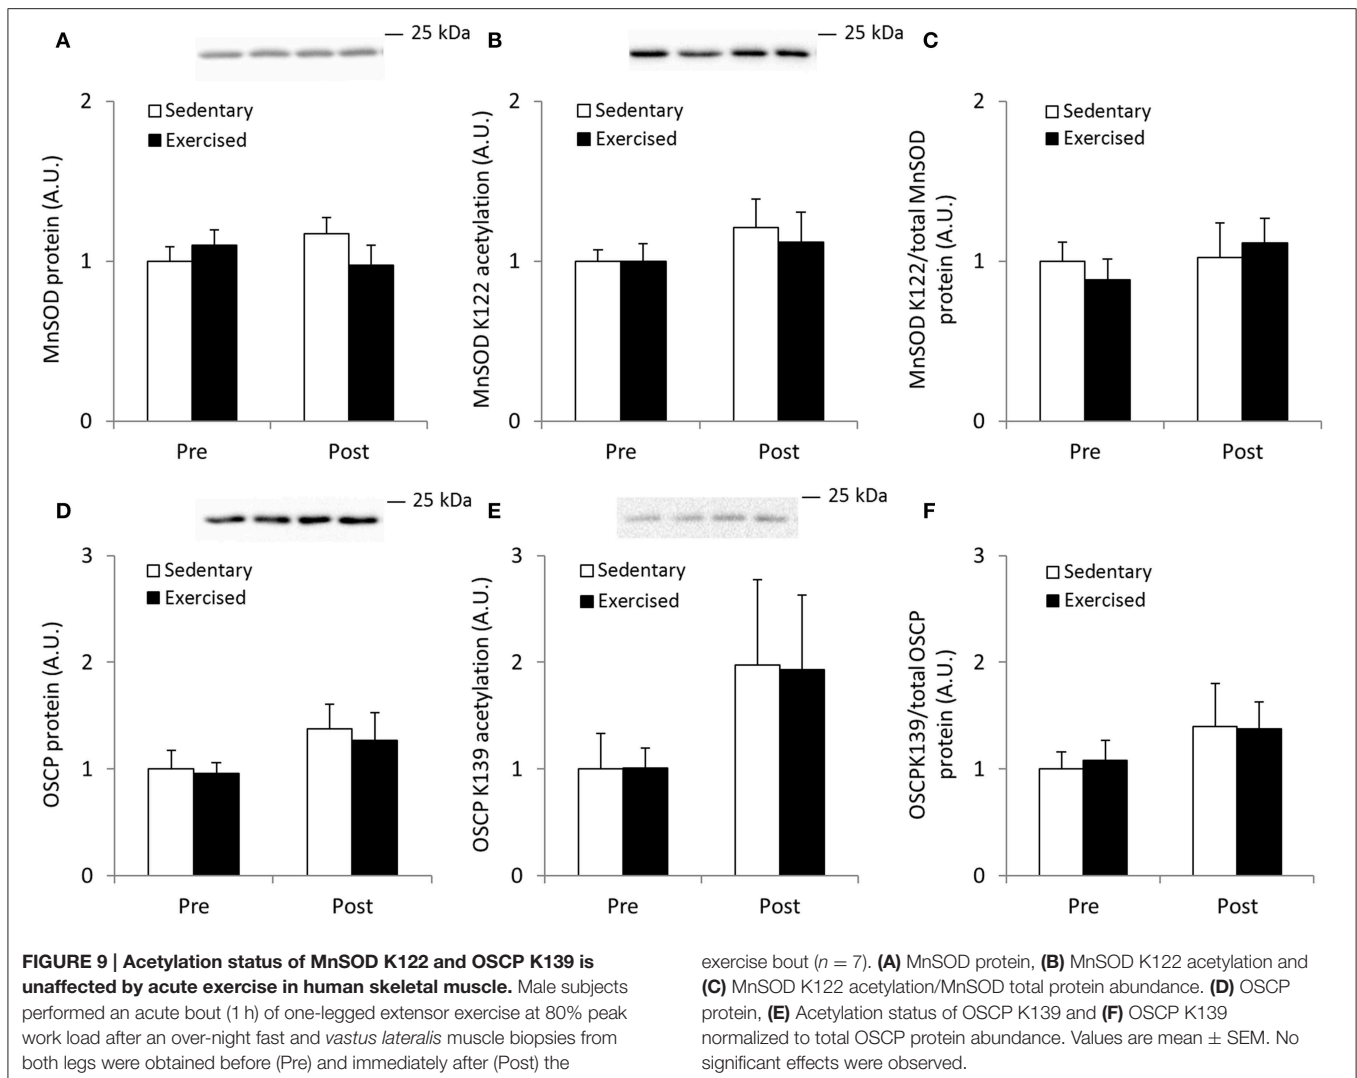 A
— 25 kDa
MnSOD protein (A.U.)
2
1
0
Sedentary
Exercised
Pre
Post
B
— 25 kDa
MnSOD K122 acetylation (A.U.)
2
1
0
Sedentary
Exercised
Pre
Post
C
MnSOD K122/total MnSOD
protein (A.U.)
2
1
0
Sedentary
Exercised
Pre
Post
D
— 25 kDa
OSCP protein (A.U.)
3
2
1
0
Sedentary
Exercised
Pre
Post
E
— 25 kDa
OSCP K139 acetylation (A.U.)
3
2
1
0
Sedentary
Exercised
Pre
Post
F
OSCPK139/total OSCP
protein (A.U.)
3
2
1
0
Sedentary
Exercised
Pre
Post
FIGURE 9 | Acetylation status of MnSOD K122 and OSCP K139 is
unaffected by acute exercise in human skeletal muscle. Male subjects
performed an acute bout (1 h) of one-legged extensor exercise at 80% peak
work load after an over-night fast and vastus lateralis muscle biopsies from
both legs were obtained before (Pre) and immediately after (Post) the
exercise bout (n = 7). (A) MnSOD protein, (B) MnSOD K122 acetylation and
(C) MnSOD K122 acetylation/MnSOD total protein abundance. (D) OSCP
protein, (E) Acetylation status of OSCP K139 and (F) OSCP K139
normalized to total OSCP protein abundance. Values are mean ± SEM. No
significant effects were observed.